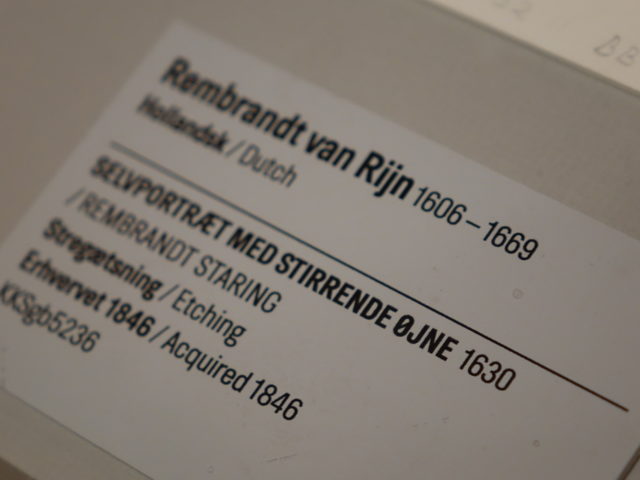 Rembrandt van Rijn 1606–1669
Hollandsk / Dutch
SELVPORTRÆT MED STIRRENDE ØJNE 1630
/ REMBRANDT STARING
Stregætsning / Etching
Erhvervet 1846 / Acquired 1846
KKSgb5236